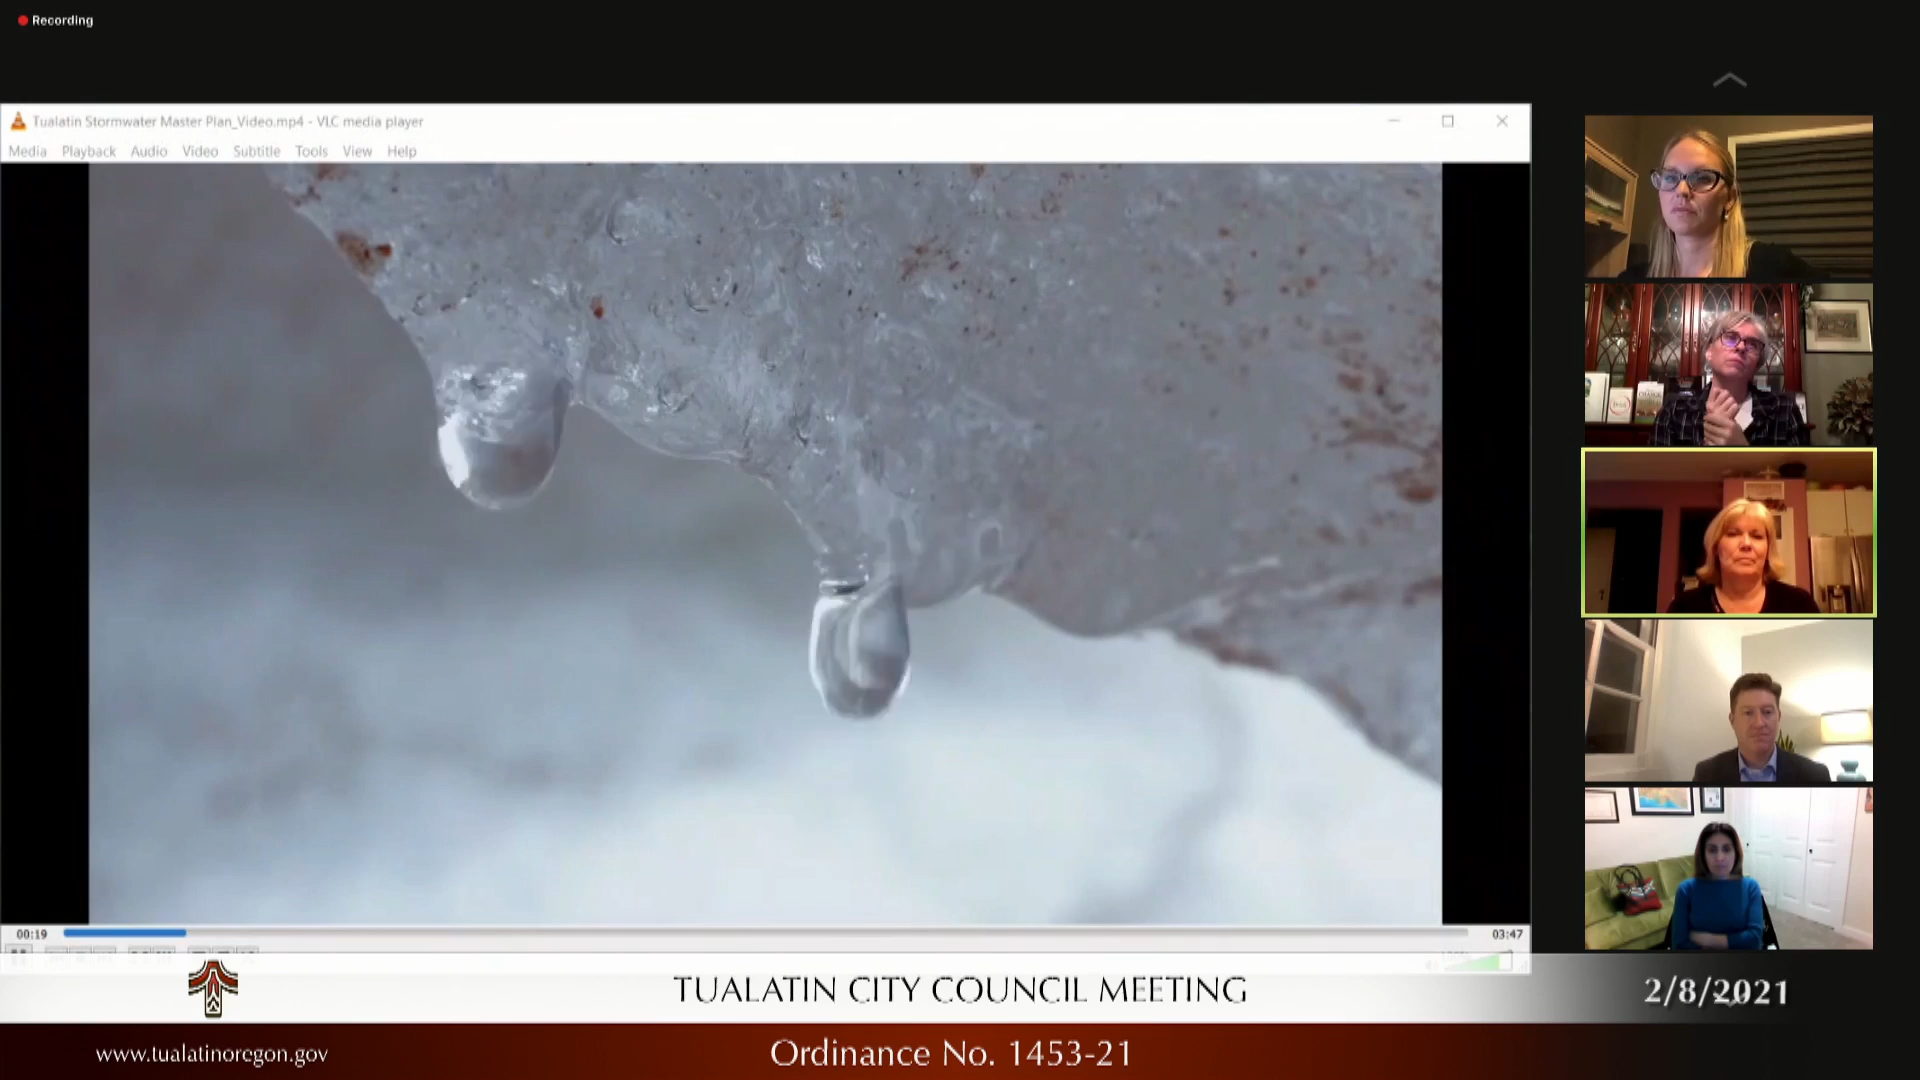 Recording
Tualatin Stormwater Master Plan_Video.mp4 - VLC media player
Media Playback Audio Video Subtitle Tools View Help
00:19
03:47
TUALATIN CITY COUNCIL MEETING
2/8/2021
www.tualatinoregon.gov
Ordinance No. 1453-21